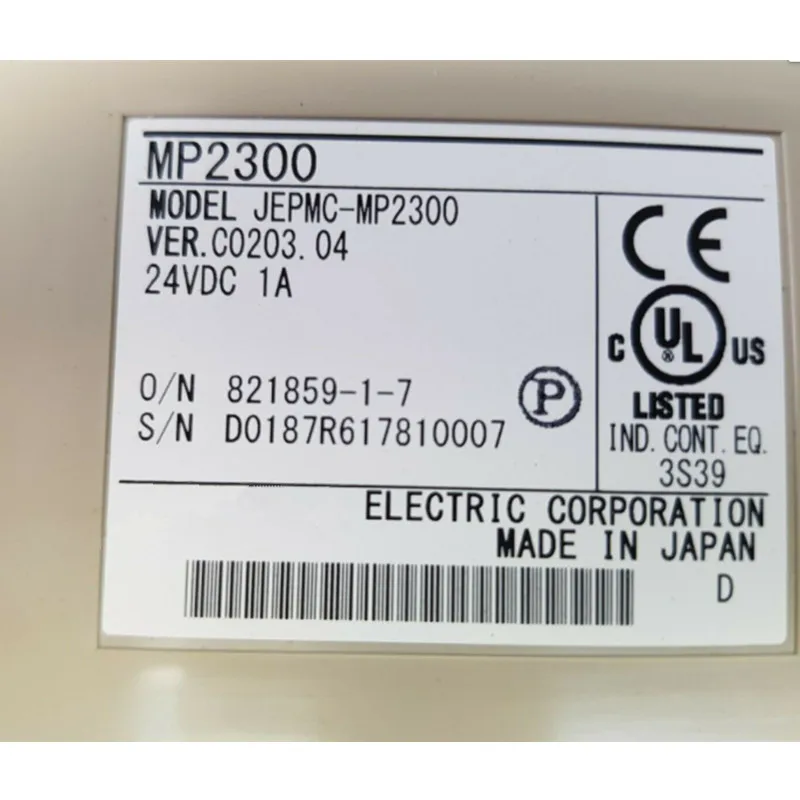 MP2300
MODEL JEPMC-MP2300
VER.C0203.04
24VDC 1A
O/N 821859-1-7
P
S/N D0187R617810007
CE
C UL US
®
LISTED
IND. CONT. EQ.
3S39
ELECTRIC CORPORATION
MADE IN JAPAN
D